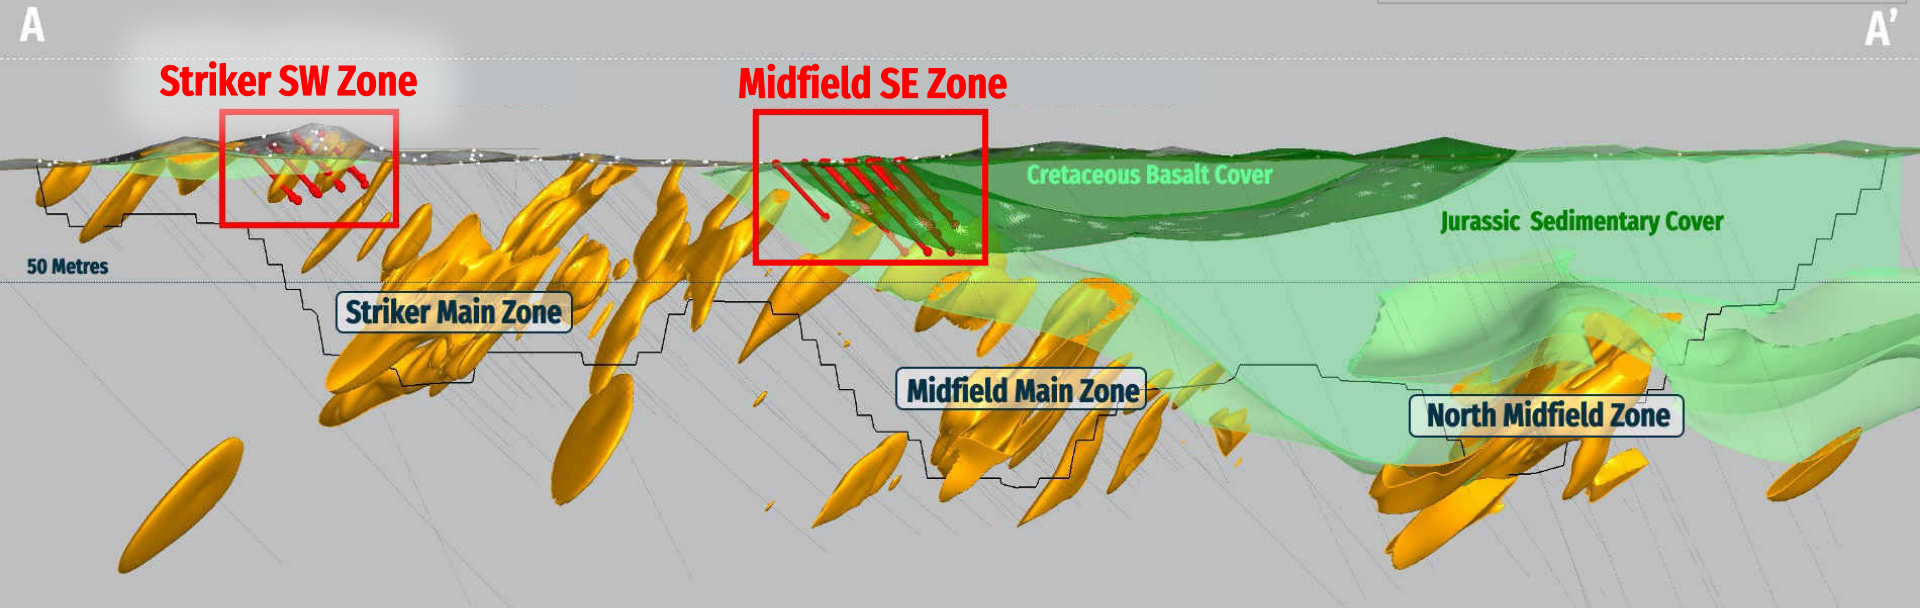 A
A’
Striker SW Zone
Midfield SE Zone
Cretaceous Basalt Cover
Jurassic Sedimentary Cover
50 Metres
Striker Main Zone
Midfield Main Zone
North Midfield Zone